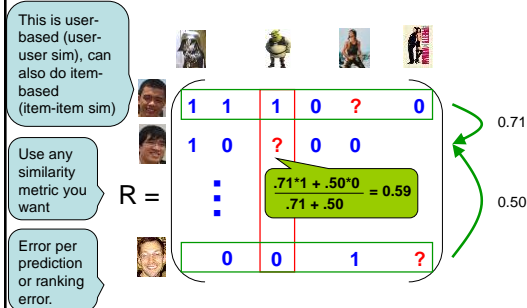 This is user-
based (user-
user sim), can
also do item-
based
(item-item sim)
1 1 1 0 ? 0
0.71
1 0 ? 0 0
Use any
similarity
metric you
want
R =
.71*1 + .50*0
.71 + .50
= 0.59
0.50
Error per
prediction
or ranking
error.
0 0 1 ?